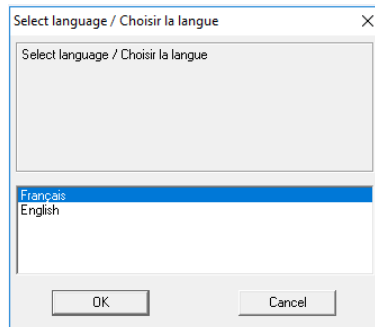 Select language / Choisir la langue
Select language / Choisir la langue
Français
English
OK
Cancel